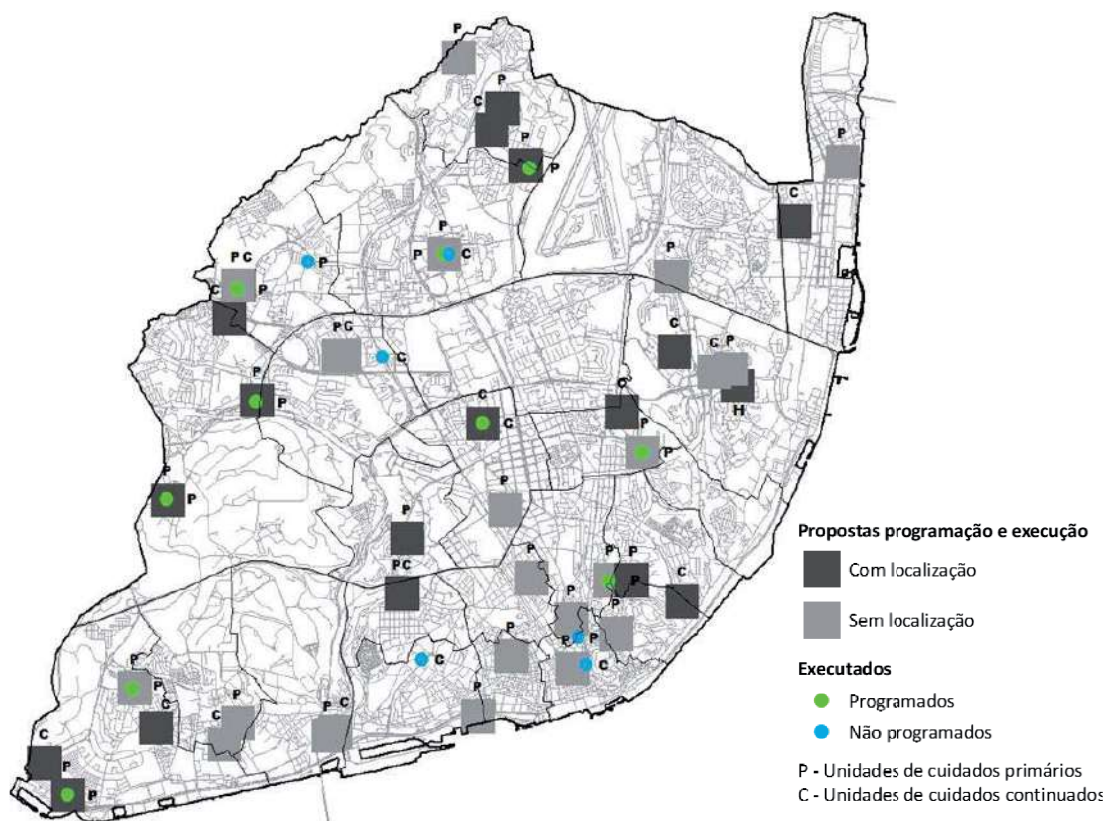 P
P
C
P
P
P
C
P
P
P
C
P
P C
C
P
P C
C
C
C P
H
P
P
C
C
C
P
P
P
P
P
P
P C
P
P
P
P
C
P
P
P
C
C
P
P
P
C
P
C
P
C
P
C
P
P
Propostas programação e execução
Com localização
Sem localização
Executados
Programados
Não programados
P - Unidades de cuidados primários
C - Unidades de cuidados continuados